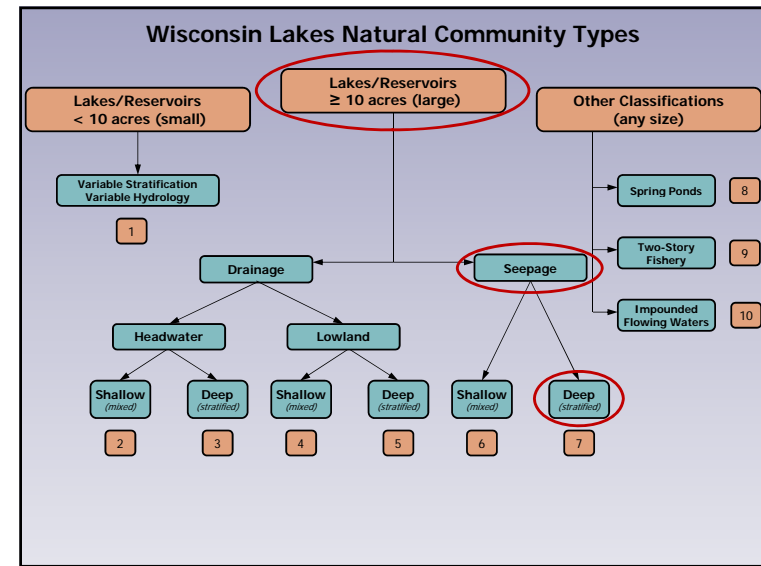 Wisconsin Lakes Natural Community Types
Lakes/Reservoirs
≥ 10 acres (large)
Lakes/Reservoirs
< 10 acres (small)
Other Classifications
(any size)
Variable Stratification
Variable Hydrology
1
Spring Ponds
8
Two-Story
Fishery
9
Impounded
Flowing Waters
10
Drainage
Seepage
Headwater
Lowland
Shallow
(mixed)
Deep
(stratified)
Shallow
(mixed)
Deep
(stratified)
Shallow
(mixed)
Deep
(stratified)
2
3
4
5
6
7